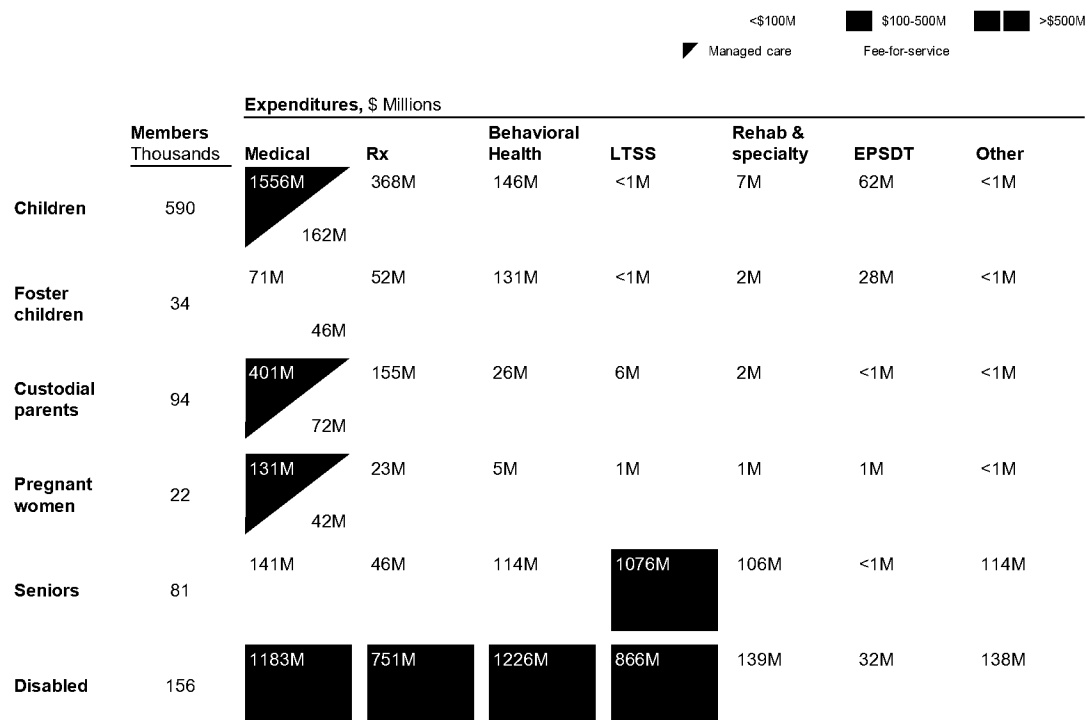 <$100M $100-500M >$500M
Managed care Fee-for-service
Expenditures, $ Millions
Members Behavioral Rehab &
Thousands Medical Rx Health LTSS specialty EPSDT Other
1556M 368M 146M <1M 7M 62M <1M
Children 590
162M
71M 52M 131M <1M 2M 28M <1M
Foster
children 34
46M
401M 155M 26M 6M 2M <1M <1M
Custodial
parents 94
72M
131M 23M 5M 1M 1M 1M <1M
Pregnant
women 22
42M
141M 46M 114M 1076M 106M <1M 114M
Seniors 81
1183M 751M 1226M 866M 139M 32M 138M
Disabled 156